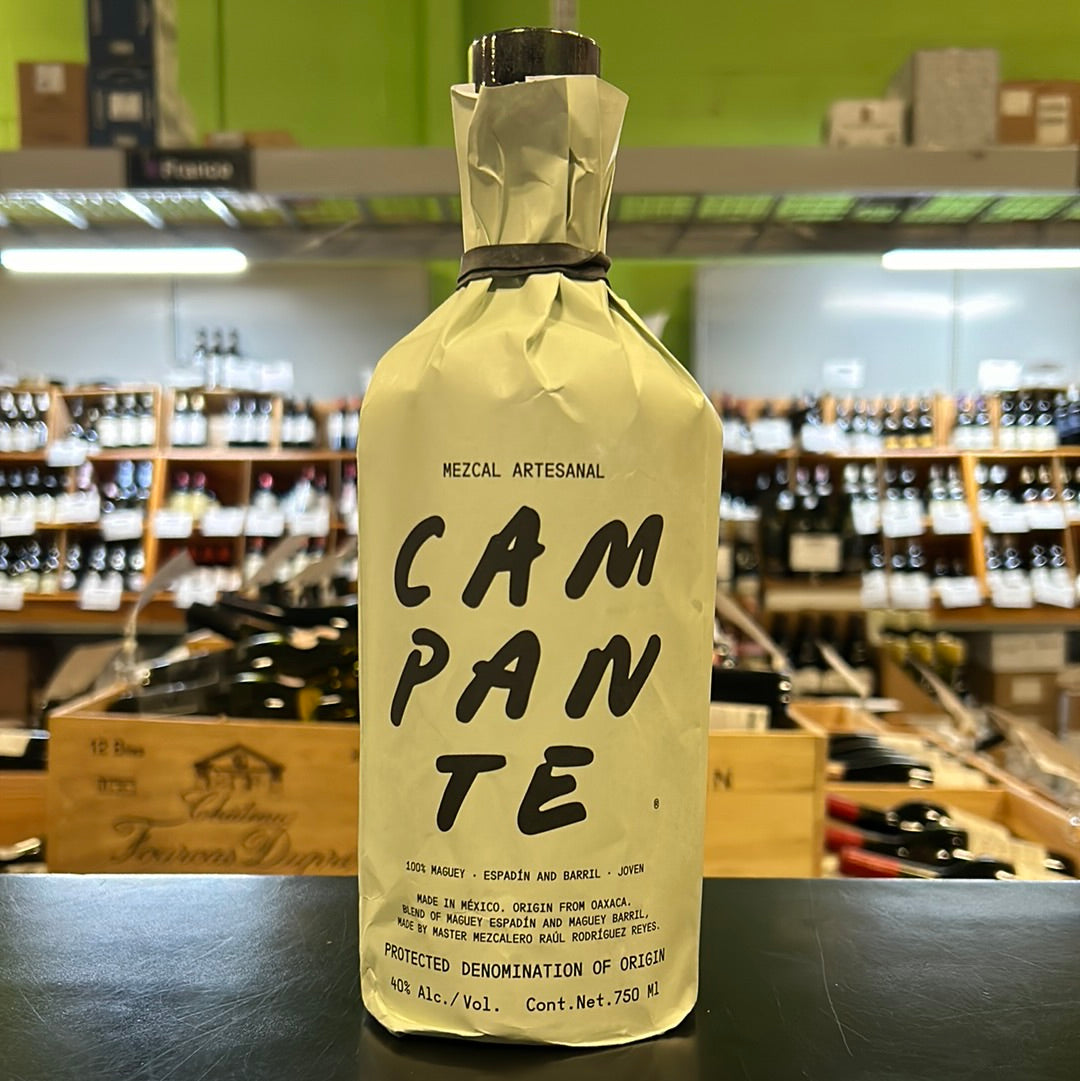 France
MEZCAL ARTESANAL
CAM
PAN
TE
®
100% MAGUEY · ESPADÍN AND BARRIL · JOVEN
MADE IN MÉXICO. ORIGIN FROM OAXACA.
BLEND OF MAGUEY ESPADÍN AND MAGUEY BARRIL,
MADE BY MASTER MEZCALERO RAÚL RODRÍGUEZ REYES.
PROTECTED DENOMINATION OF ORIGIN
40% Alc./Vol. Cont.Net.750 Ml
12 B
Château
Fourcas Dupré
N